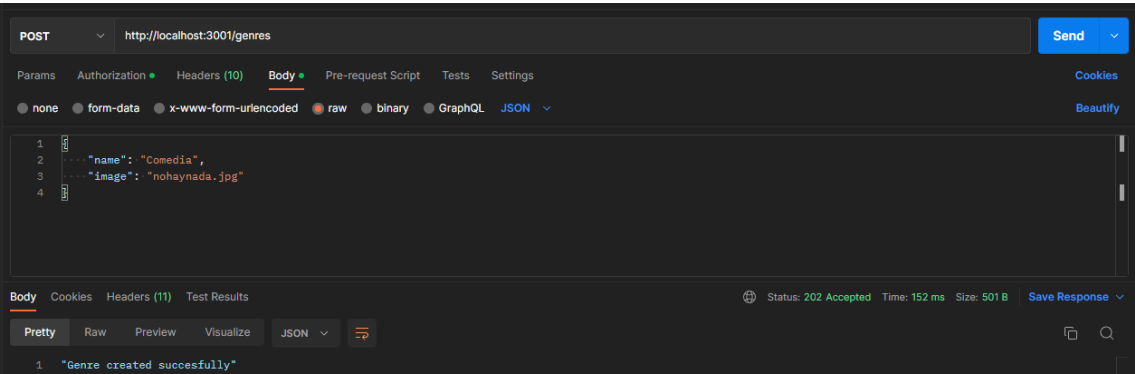 POST http://localhost:3001/genres Send
Params Authorization Headers (10) Body Pre-request Script Tests Settings Cookies
none form-data x-www-form-urlencoded raw binary GraphQL JSON Beautify
1 {
2 "name": "Comedia",
3 "image": "nohaynada.jpg"
4 }
Body Cookies Headers (11) Test Results Status: 202 Accepted Time: 152 ms Size: 501 B Save Response
Pretty Raw Preview Visualize JSON
1 "Genre created succesfully"